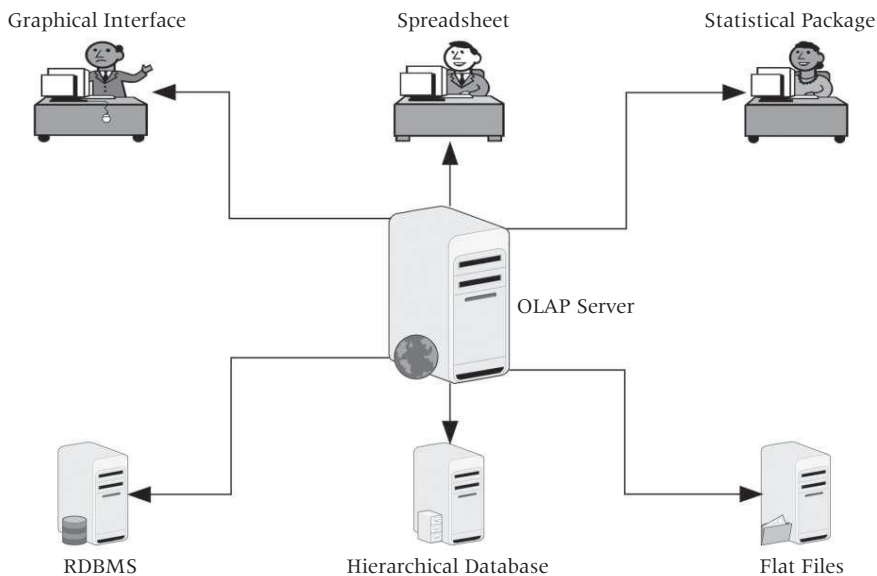 Graphical Interface
Spreadsheet
Statistical Package
OLAP Server
RDBMS
Hierarchical Database
Flat Files